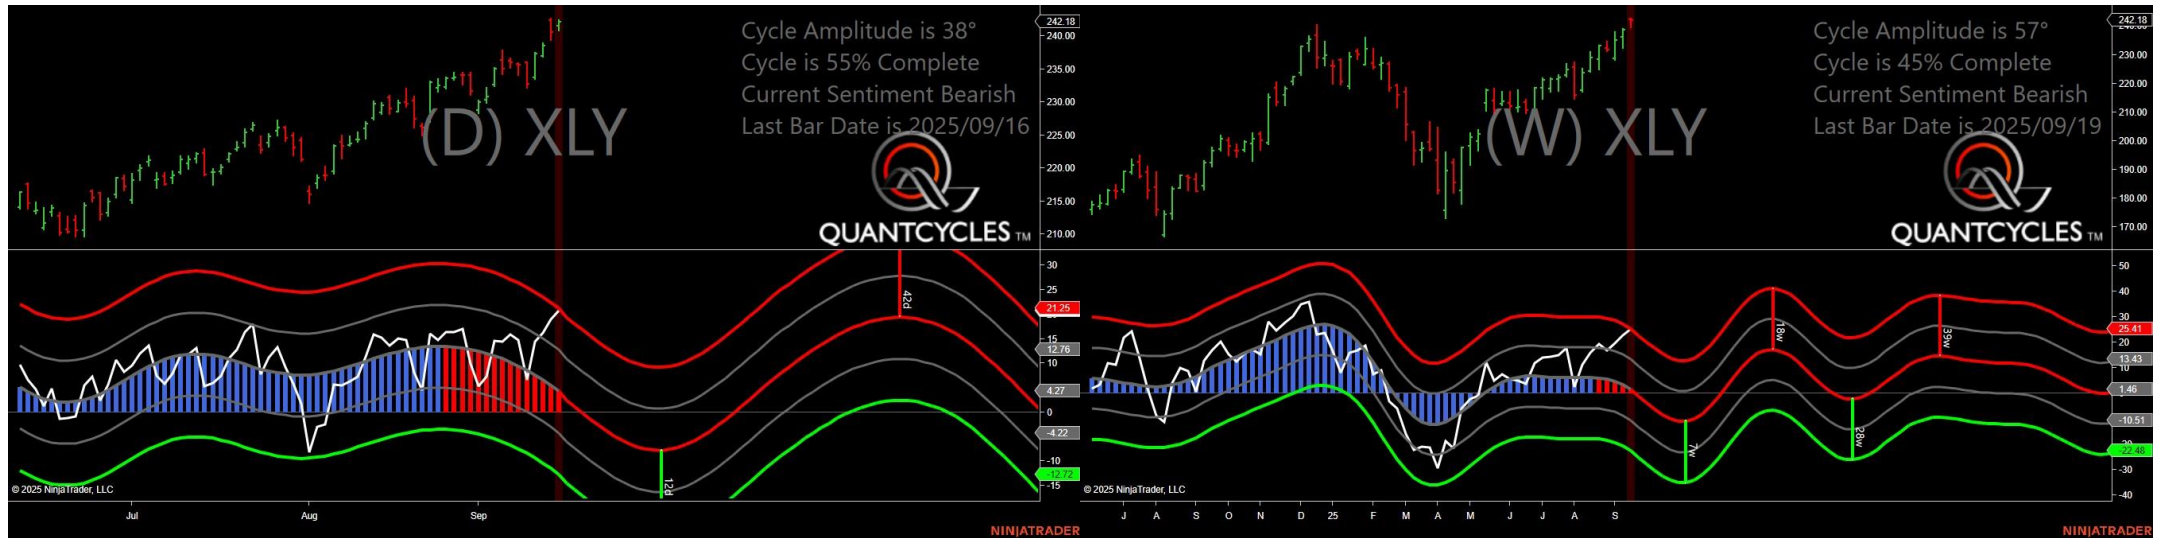 Cycle Amplitude is 38°
Cycle is 55% Complete
Current Sentiment Bearish
Last Bar Date is 2025/09/16
(D) XLY
QUANTCYCLES TM
242.18
240.00
235.00
230.00
225.00
220.00
215.00
210.00
30
25
21.25
15
12.76
10
4.27
0
-4.22
-10
-12.72
-15
42d
12d
© 2025 NinjaTrader, LLC
Jul
Aug
Sep
NINJATRADER
Cycle Amplitude is 57°
Cycle is 45% Complete
Current Sentiment Bearish
Last Bar Date is 2025/09/19
(W) XLY
QUANTCYCLES TM
242.18
230.00
220.00
210.00
200.00
190.00
180.00
170.00
50
40
30
25.41
20
13.43
10
1.46
-10.51
-20
-22.48
-30
-40
18w
39w
7w
28w
© 2025 NinjaTrader, LLC
J A S O N D 25 F M A M J J A S
NINJATRADER